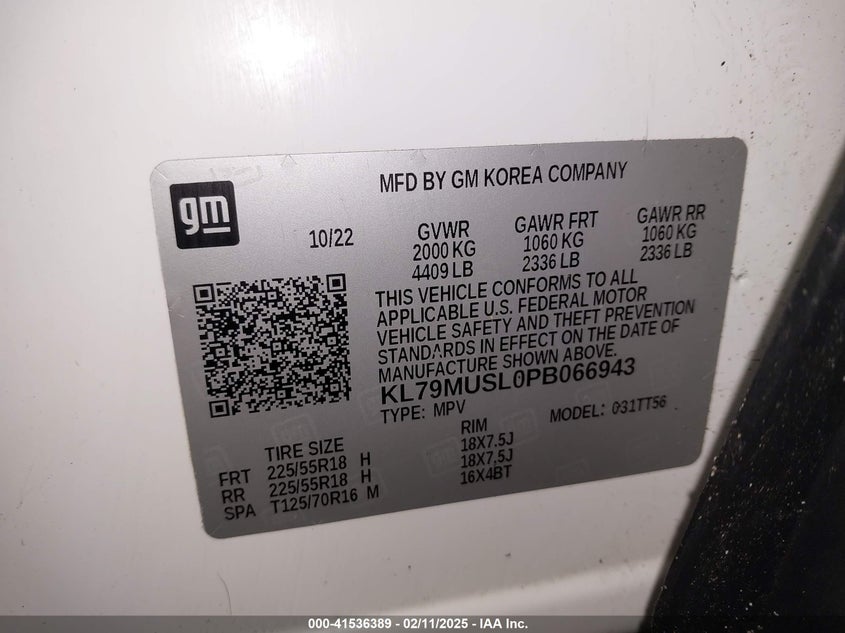 MFD BY GM KOREA COMPANY
gm
10/22
GVWR GAWR FRT GAWR RR
2000 KG 1060 KG 1060 KG
4409 LB 2336 LB 2336 LB
THIS VEHICLE CONFORMS TO ALL
APPLICABLE U.S. FEDERAL MOTOR
VEHICLE SAFETY AND THEFT PREVENTION
STANDARDS IN EFFECT ON THE DATE OF
MANUFACTURE SHOWN ABOVE.
KL79MUSL0PB066943
TYPE: MPV MODEL: 031TT56
TIRE SIZE RIM
FRT 225/55R18 H 18X7.5J
RR 225/55R18 H 18X7.5J
SPA T125/70R16 M 16X4BT
000-41536389 - 02/11/2025 - IAA Inc.